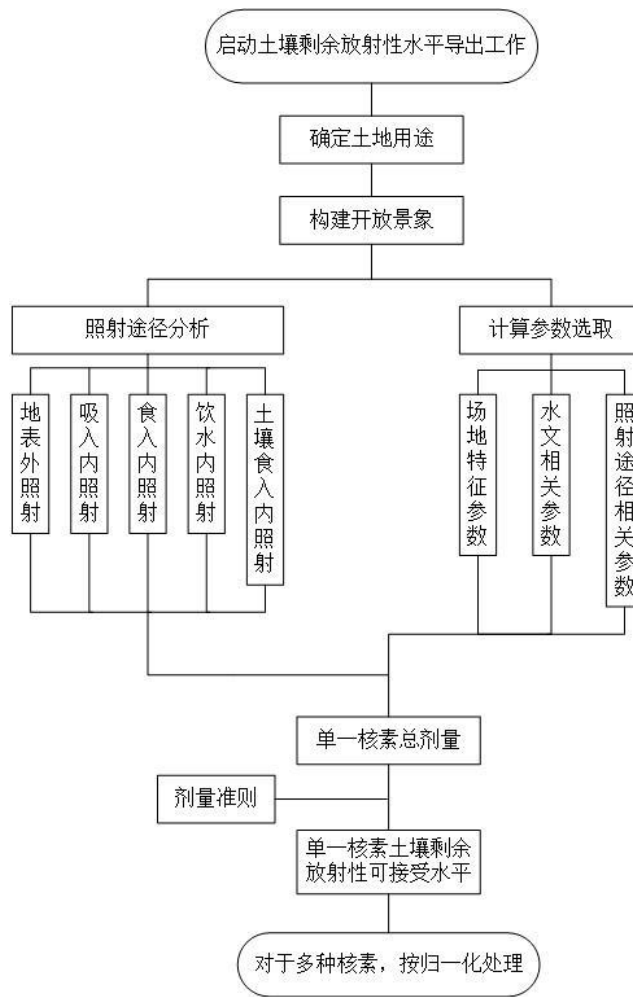 启动土壤剩余放射性水平导出工作
确定土地用途
构建开放景象
照射途径分析
计算参数选取
地表外照射
吸入内照射
食入内照射
饮水内照射
土壤食入内照射
场地特征参数
水文相关参数
照射途径相关参数
单一核素总剂量
剂量准则
单一核素土壤剩余
放射性可接受水平
对于多种核素，按归一化处理